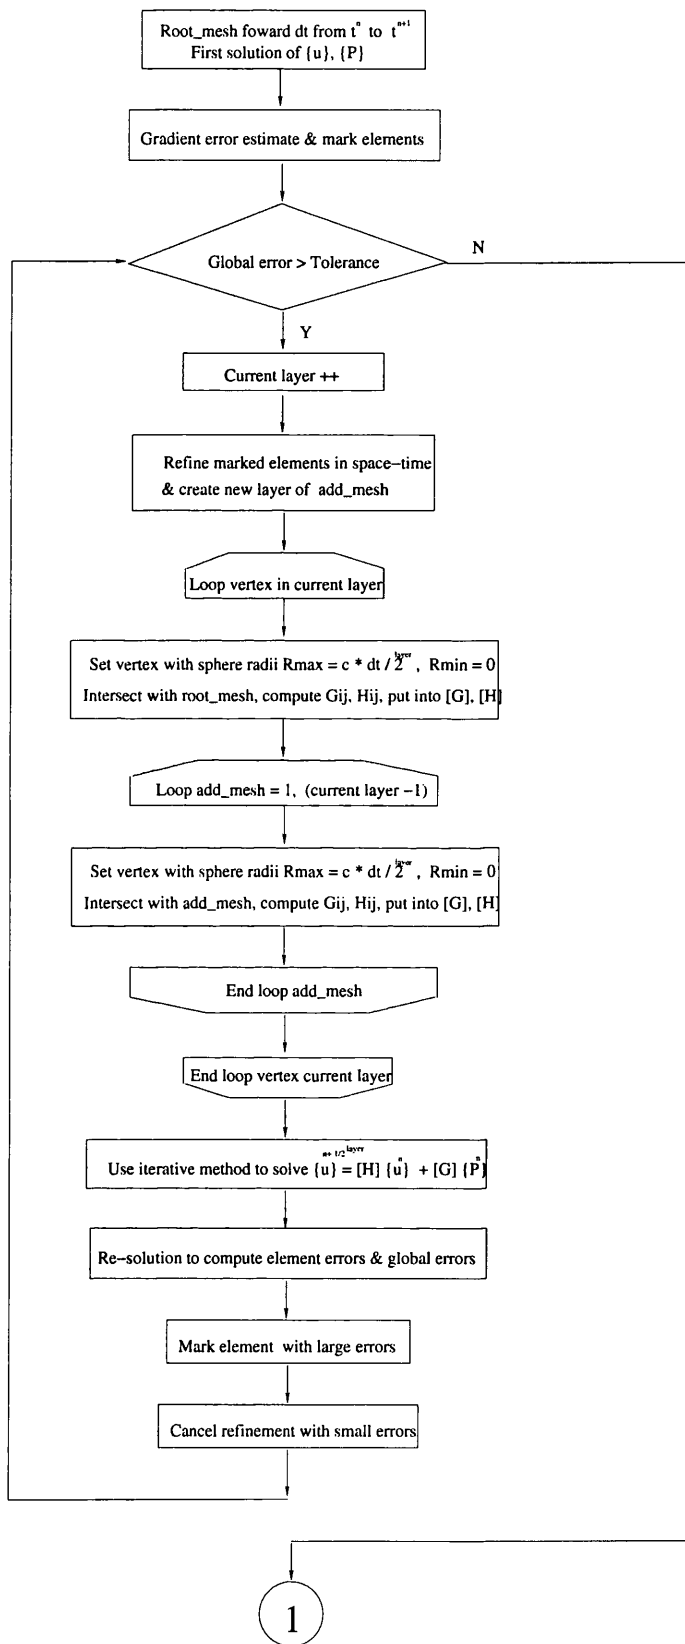 Root_mesh foward dt from t^n to t^n+1
First solution of {u}, {P}
Gradient error estimate & mark elements
Global error > Tolerance
N
Y
Current layer ++
Refine marked elements in space-time
& create new layer of add_mesh
Loop vertex in current layer
Set vertex with sphere radii Rmax = c * dt / 2^layer , Rmin = 0
Intersect with root_mesh, compute Gij, Hij, put into [G], [H]
Loop add_mesh = 1, (current layer -1)
Set vertex with sphere radii Rmax = c * dt / 2^layer , Rmin = 0
Intersect with add_mesh, compute Gij, Hij, put into [G], [H]
End loop add_mesh
End loop vertex current layer
Use iterative method to solve {u}^n+1/2^layer = [H] {u}^n + [G] {P}^n
Re-solution to compute element errors & global errors
Mark element with large errors
Cancel refinement with small errors
1